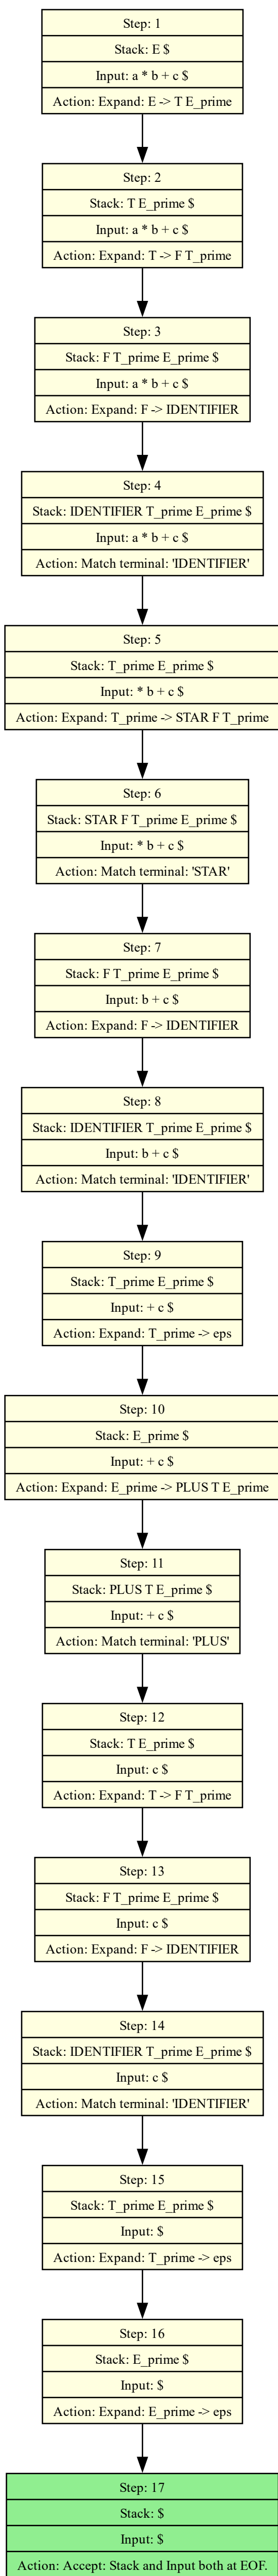 Step: 1
Stack: E $
Input: a * b + c $
Action: Expand: E -> T E_prime
Step: 2
Stack: T E_prime $
Input: a * b + c $
Action: Expand: T -> F T_prime
Step: 3
Stack: F T_prime E_prime $
Input: a * b + c $
Action: Expand: F -> IDENTIFIER
Step: 4
Stack: IDENTIFIER T_prime E_prime $
Input: a * b + c $
Action: Match terminal: 'IDENTIFIER'
Step: 5
Stack: T_prime E_prime $
Input: * b + c $
Action: Expand: T_prime -> STAR F T_prime
Step: 6
Stack: STAR F T_prime E_prime $
Input: * b + c $
Action: Match terminal: 'STAR'
Step: 7
Stack: F T_prime E_prime $
Input: b + c $
Action: Expand: F -> IDENTIFIER
Step: 8
Stack: IDENTIFIER T_prime E_prime $
Input: b + c $
Action: Match terminal: 'IDENTIFIER'
Step: 9
Stack: T_prime E_prime $
Input: + c $
Action: Expand: T_prime -> eps
Step: 10
Stack: E_prime $
Input: + c $
Action: Expand: E_prime -> PLUS T E_prime
Step: 11
Stack: PLUS T E_prime $
Input: + c $
Action: Match terminal: 'PLUS'
Step: 12
Stack: T E_prime $
Input: c $
Action: Expand: T -> F T_prime
Step: 13
Stack: F T_prime E_prime $
Input: c $
Action: Expand: F -> IDENTIFIER
Step: 14
Stack: IDENTIFIER T_prime E_prime $
Input: c $
Action: Match terminal: 'IDENTIFIER'
Step: 15
Stack: T_prime E_prime $
Input: $
Action: Expand: T_prime -> eps
Step: 16
Stack: E_prime $
Input: $
Action: Expand: E_prime -> eps
Step: 17
Stack: $
Input: $
Action: Accept: Stack and Input both at EOF.